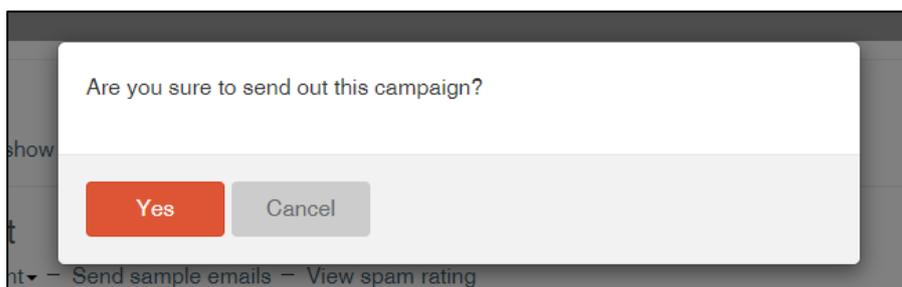 Are you sure to send out this campaign?
show
Yes Cancel
t
nt - Send sample emails - View spam rating